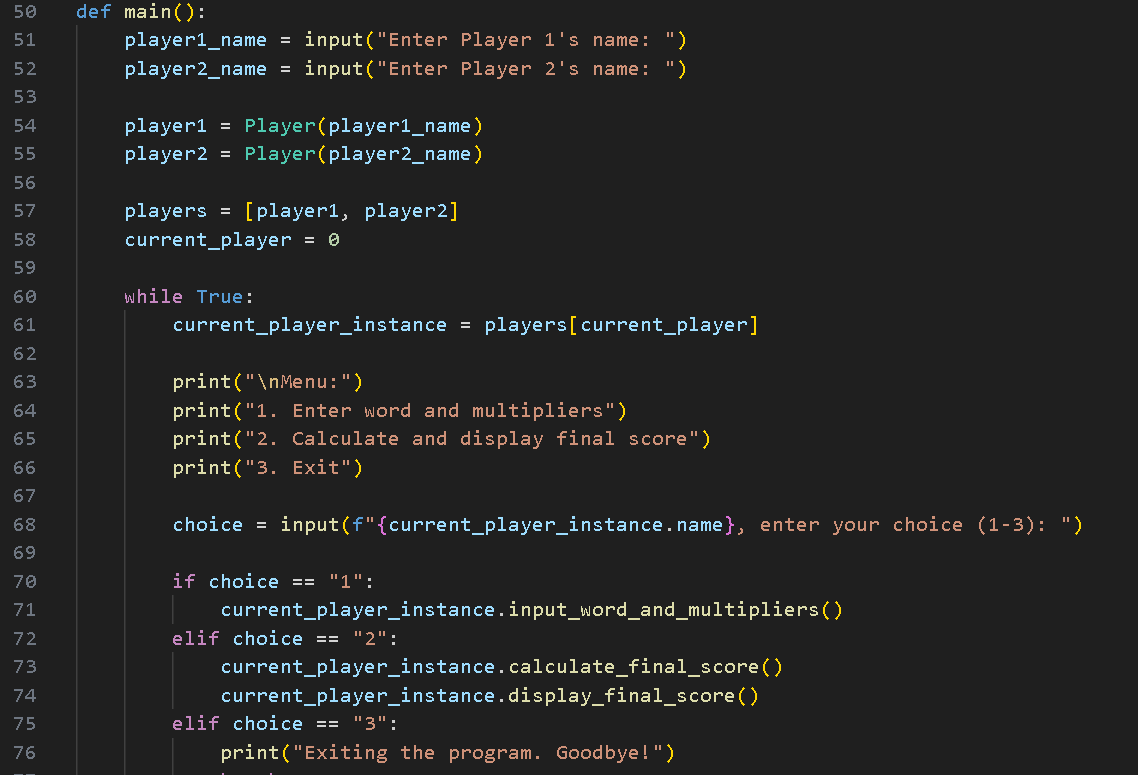 50 def main():
51     player1_name = input("Enter Player 1's name: ")
52     player2_name = input("Enter Player 2's name: ")
53
54     player1 = Player(player1_name)
55     player2 = Player(player2_name)
56
57     players = [player1, player2]
58     current_player = 0
59
60     while True:
61         current_player_instance = players[current_player]
62
63         print("\nMenu:")
64         print("1. Enter word and multipliers")
65         print("2. Calculate and display final score")
66         print("3. Exit")
67
68         choice = input(f"{current_player_instance.name}, enter your choice (1-3): ")
69
70         if choice == "1":
71             current_player_instance.input_word_and_multipliers()
72         elif choice == "2":
73             current_player_instance.calculate_final_score()
74             current_player_instance.display_final_score()
75         elif choice == "3":
76             print("Exiting the program. Goodbye!")